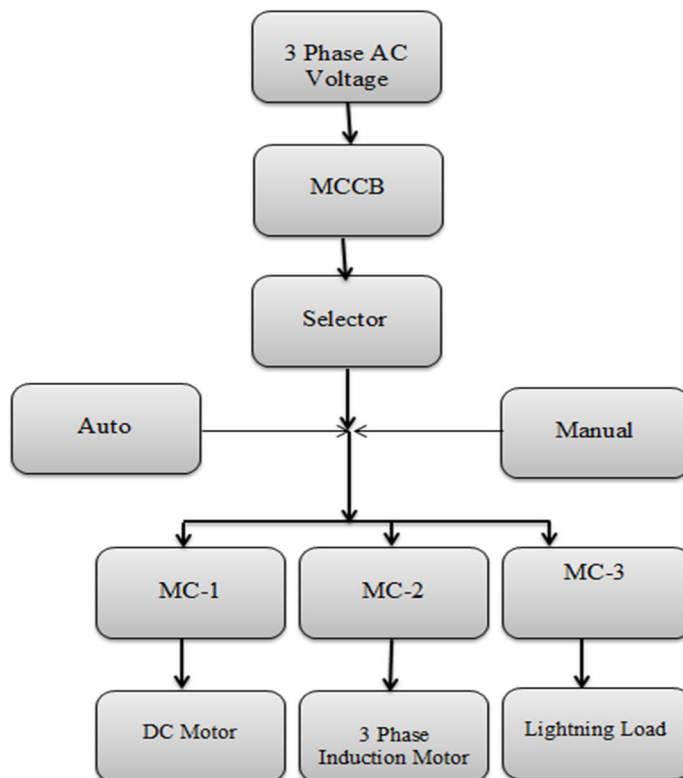 3 Phase AC
Voltage
MCCB
Selector
Auto
Manual
MC-1
MC-2
MC-3
DC Motor
3 Phase
Induction Motor
Lightning Load